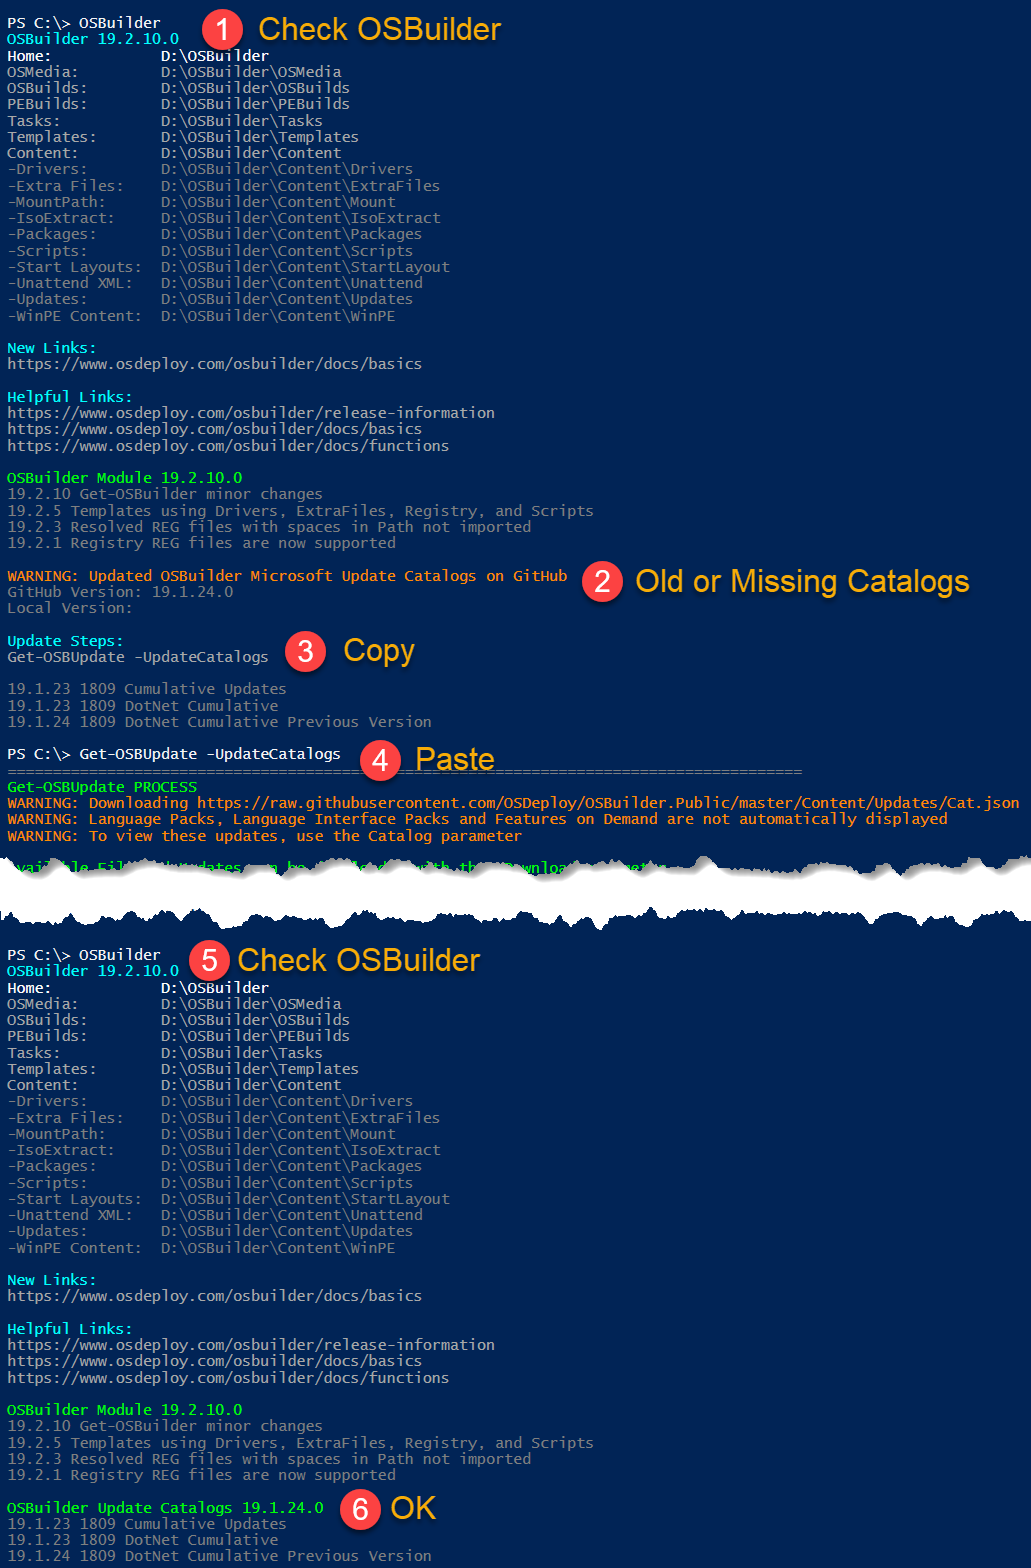 PS C:\> OSBuilder
1 Check OSBuilder
OSBuilder 19.2.10.0
Home: D:\OSBuilder
OSMedia: D:\OSBuilder\OSMedia
OSBuilds: D:\OSBuilder\OSBuilds
PEBuilds: D:\OSBuilder\PEBuilds
Tasks: D:\OSBuilder\Tasks
Templates: D:\OSBuilder\Templates
Content: D:\OSBuilder\Content
-Drivers: D:\OSBuilder\Content\Drivers
-Extra Files: D:\OSBuilder\Content\ExtraFiles
-MountPath: D:\OSBuilder\Content\Mount
-IsoExtract: D:\OSBuilder\Content\IsoExtract
-Packages: D:\OSBuilder\Content\Packages
-Scripts: D:\OSBuilder\Content\Scripts
-Start Layouts: D:\OSBuilder\Content\StartLayout
-Unattend XML: D:\OSBuilder\Content\Unattend
-Updates: D:\OSBuilder\Content\Updates
-WinPE Content: D:\OSBuilder\Content\WinPE
New Links:
https://www.osdeploy.com/osbuilder/docs/basics
Helpful Links:
https://www.osdeploy.com/osbuilder/release-information
https://www.osdeploy.com/osbuilder/docs/basics
https://www.osdeploy.com/osbuilder/docs/functions
OSBuilder Module 19.2.10.0
19.2.10 Get-OSBuilder minor changes
19.2.5 Templates using Drivers, ExtraFiles, Registry, and Scripts
19.2.3 Resolved REG files with spaces in Path not imported
19.2.1 Registry REG files are now supported
WARNING: Updated OSBuilder Microsoft Update Catalogs on GitHub
2 Old or Missing Catalogs
GitHub Version: 19.1.24.0
Local Version:
Update Steps:
3 Copy
Get-OSBUpdate -UpdateCatalogs
19.1.23 1809 Cumulative Updates
19.1.23 1809 DotNet Cumulative
19.1.24 1809 DotNet Cumulative Previous Version
PS C:\> Get-OSBUpdate -UpdateCatalogs
4 Paste
========================================================================================
Get-OSBUpdate PROCESS
WARNING: Downloading https://raw.githubusercontent.com/OSDeploy/OSBuilder.Public/master/Content/Updates/Cat.json
WARNING: Language Packs, Language Interface Packs and Features on Demand are not automatically displayed
WARNING: To view these updates, use the Catalog parameter
PS C:\> OSBuilder
5 Check OSBuilder
OSBuilder 19.2.10.0
Home: D:\OSBuilder
OSMedia: D:\OSBuilder\OSMedia
OSBuilds: D:\OSBuilder\OSBuilds
PEBuilds: D:\OSBuilder\PEBuilds
Tasks: D:\OSBuilder\Tasks
Templates: D:\OSBuilder\Templates
Content: D:\OSBuilder\Content
-Drivers: D:\OSBuilder\Content\Drivers
-Extra Files: D:\OSBuilder\Content\ExtraFiles
-MountPath: D:\OSBuilder\Content\Mount
-IsoExtract: D:\OSBuilder\Content\IsoExtract
-Packages: D:\OSBuilder\Content\Packages
-Scripts: D:\OSBuilder\Content\Scripts
-Start Layouts: D:\OSBuilder\Content\StartLayout
-Unattend XML: D:\OSBuilder\Content\Unattend
-Updates: D:\OSBuilder\Content\Updates
-WinPE Content: D:\OSBuilder\Content\WinPE
New Links:
https://www.osdeploy.com/osbuilder/docs/basics
Helpful Links:
https://www.osdeploy.com/osbuilder/release-information
https://www.osdeploy.com/osbuilder/docs/basics
https://www.osdeploy.com/osbuilder/docs/functions
OSBuilder Module 19.2.10.0
19.2.10 Get-OSBuilder minor changes
19.2.5 Templates using Drivers, ExtraFiles, Registry, and Scripts
19.2.3 Resolved REG files with spaces in Path not imported
19.2.1 Registry REG files are now supported
OSBuilder Update Catalogs 19.1.24.0
6 OK
19.1.23 1809 Cumulative Updates
19.1.23 1809 DotNet Cumulative
19.1.24 1809 DotNet Cumulative Previous Version